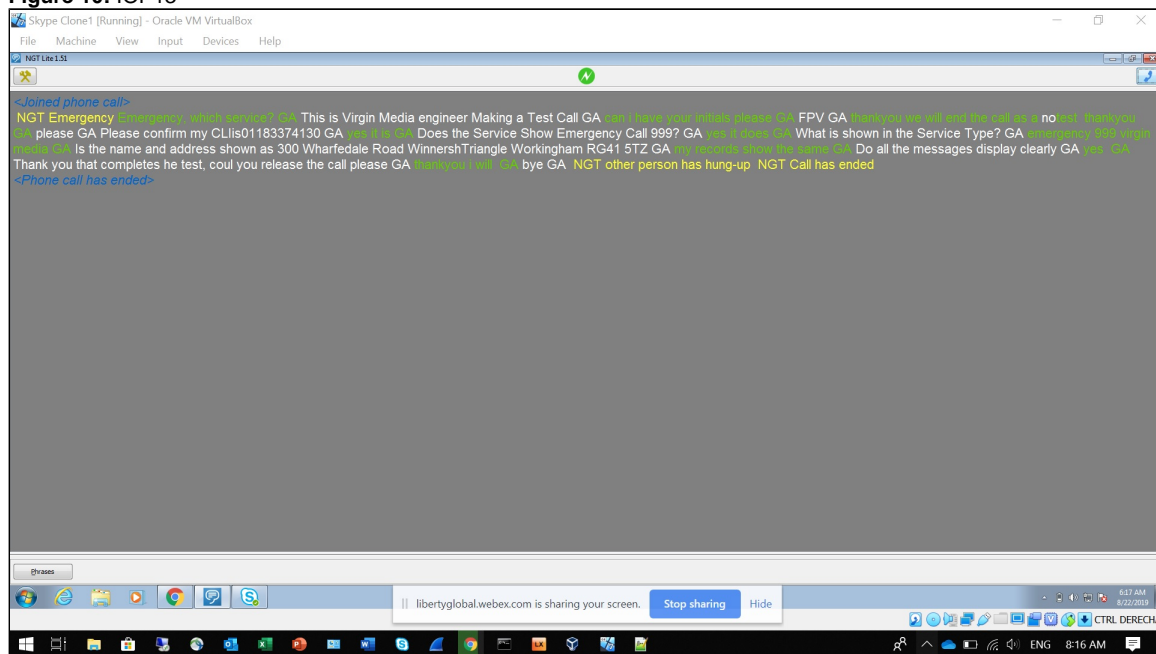 Figure 10: IOP10
Skype Clone1 [Running] - Oracle VM VirtualBox
File Machine View Input Devices Help
NGT Lite 1.51
<Joined phone call>
NGT Emergency Emergency, which service? GA This is Virgin Media engineer Making a Test Call GA can i have your initials please GA FPV GA thankyou we will end the call as a notest thankyou
GA please GA Please confirm my CLIis01183374130 GA yes it is GA Does the Service Show Emergency Call 999? GA yes it does GA What is shown in the Service Type? GA emergency 999 virgin
media GA Is the name and address shown as 300 Wharfedale Road WinnershTriangle Workingham RG41 5TZ GA my records show the same GA Do all the messages display clearly GA yes GA
Thank you that completes he test, coul you release the call please GA thankyou i will GA bye GA NGT other person has hung-up NGT Call has ended
<Phone call has ended>
Phrases
libertyglobal.webex.com is sharing your screen. Stop sharing Hide
6:17 AM
8/22/2019
CTRL DERECH
ENG 8:16 AM